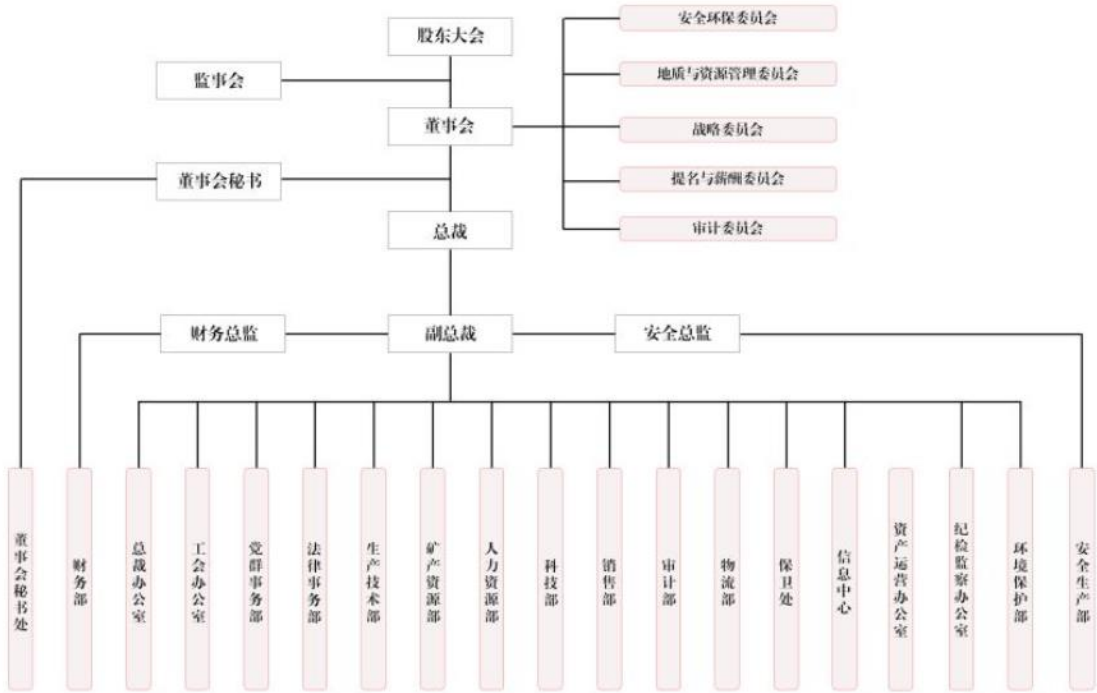 股东大会
监事会
董事会
董事会秘书
总裁
安全环保委员会
地质与资源管理委员会
战略委员会
提名与薪酬委员会
审计委员会
财务总监
副总裁
安全总监
董事会秘书处
财务部
总裁办公室
工会办公室
党群事务部
法律事务部
生产技术部
矿产资源部
人力资源部
科技部
销售部
审计部
物流部
保卫处
信息中心
资产运营办公室
纪检监察办公室
环境保护部
安全生产部